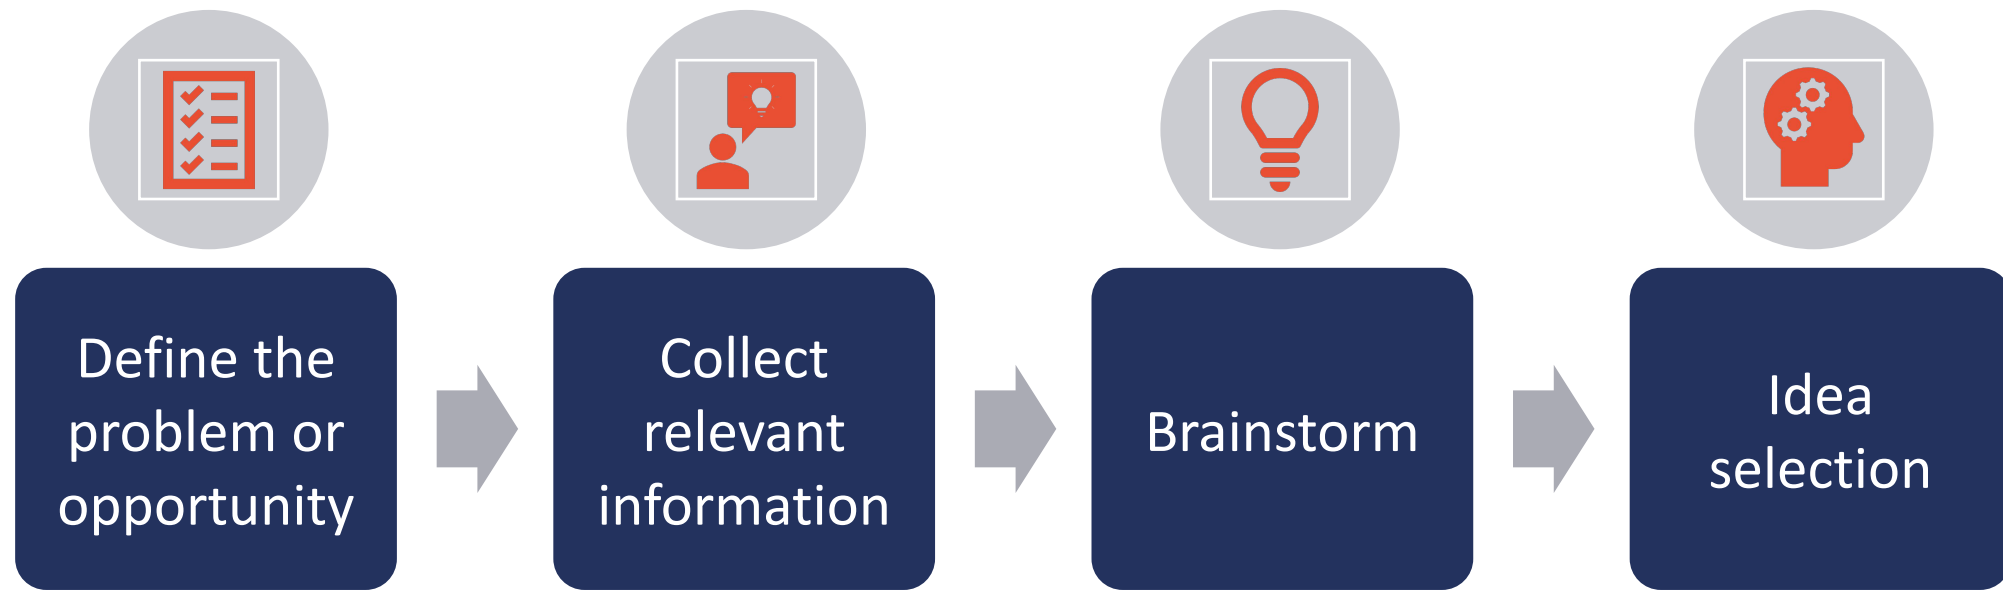 Define the
problem or
opportunity
Collect
relevant
information
Brainstorm
Idea
selection